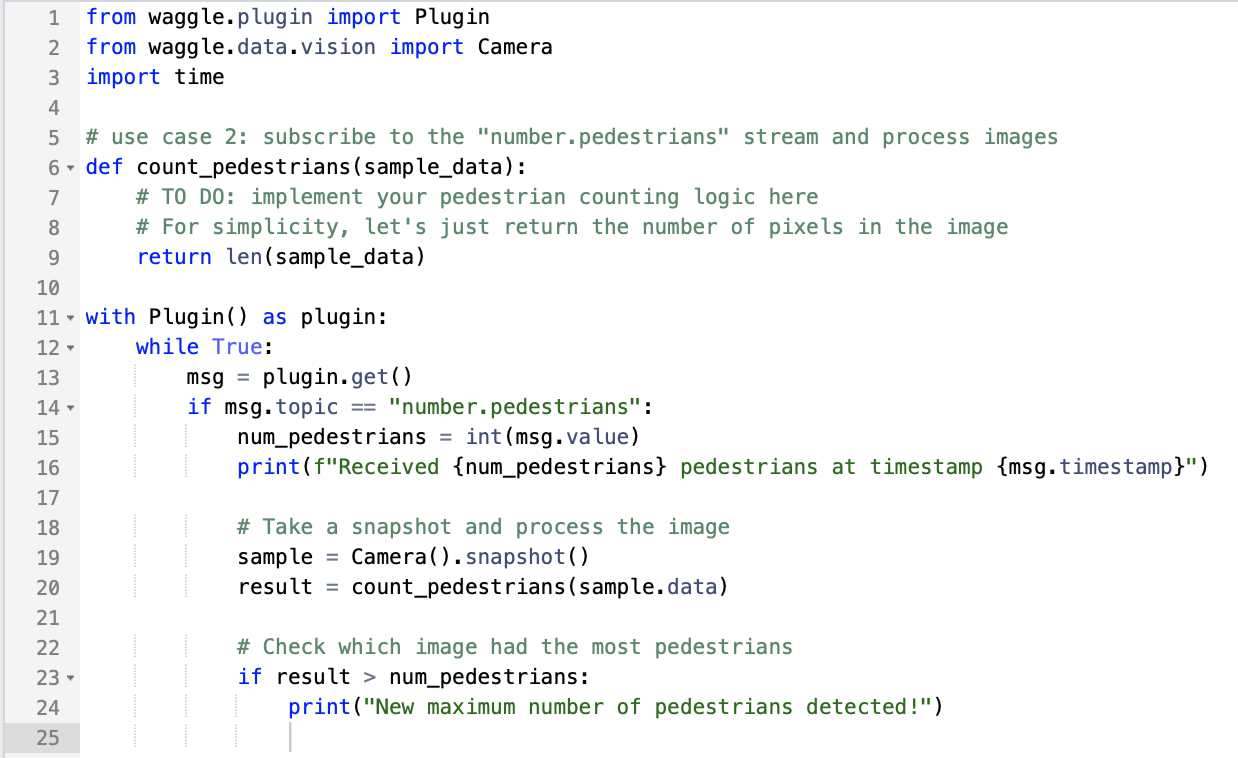 1 from waggle.plugin import Plugin
2 from waggle.data.vision import Camera
3 import time
4
5 # use case 2: subscribe to the "number.pedestrians" stream and process images
6 def count_pedestrians(sample_data):
7     # TO DO: implement your pedestrian counting logic here
8     # For simplicity, let's just return the number of pixels in the image
9     return len(sample_data)
10
11 with Plugin() as plugin:
12     while True:
13         msg = plugin.get()
14         if msg.topic == "number.pedestrians":
15             num_pedestrians = int(msg.value)
16             print(f"Received {num_pedestrians} pedestrians at timestamp {msg.timestamp}")
17
18             # Take a snapshot and process the image
19             sample = Camera().snapshot()
20             result = count_pedestrians(sample.data)
21
22             # Check which image had the most pedestrians
23             if result > num_pedestrians:
24                 print("New maximum number of pedestrians detected!")
25